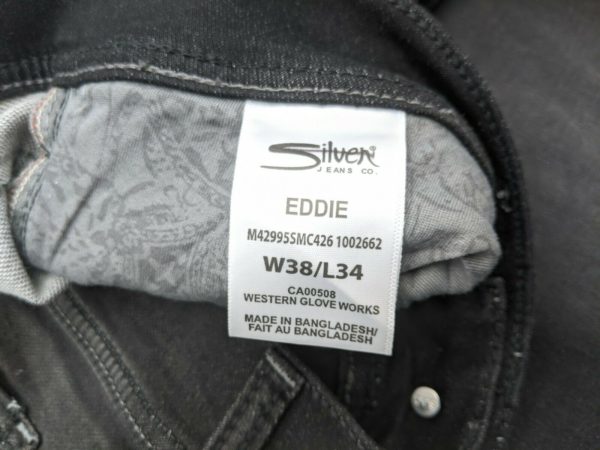 Silver
JEANS CO.
EDDIE
M42995SMC426 1002662
W38/L34
CA00508
WESTERN GLOVE WORKS
MADE IN BANGLADESH/
FAIT AU BANGLADESH